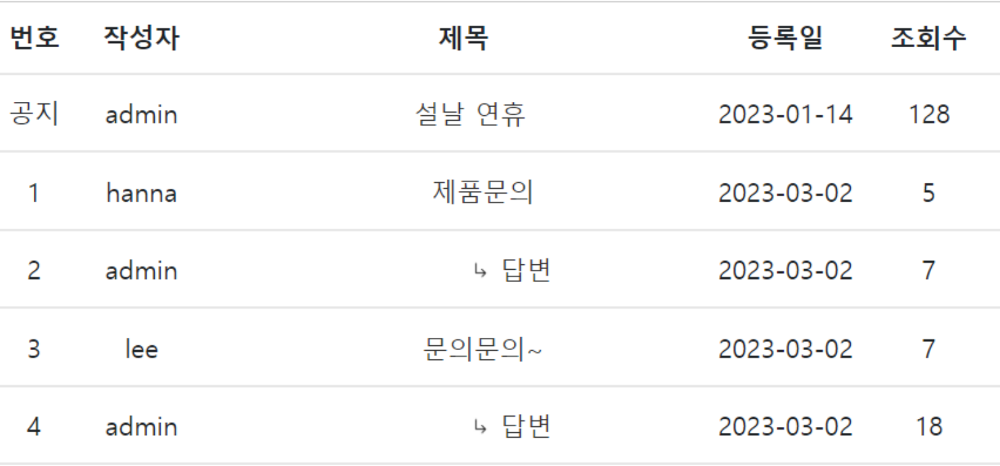 번호 작성자 제목 등록일 조회수
공지 admin 설날 연휴 2023-01-14 128
1 hanna 제품문의 2023-03-02 5
2 admin ↳ 답변 2023-03-02 7
3 lee 문의문의~ 2023-03-02 7
4 admin ↳ 답변 2023-03-02 18